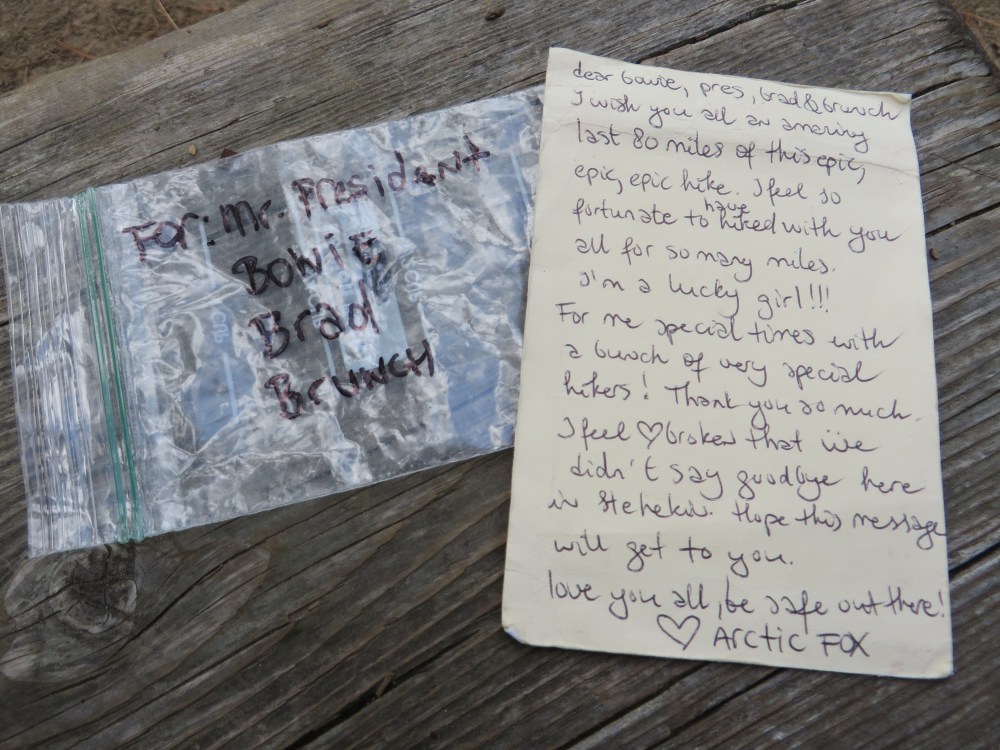 For: Mr. President
Bowie
Brad
Brunch
dear bowie, pres, brad & brunch
I wish you all an amazing
last 80 miles of this epic,
epic, epic hike. I feel so
fortunate to have hiked with you
all for so many miles.
I'm a lucky girl!!!
For me special times with
a bunch of very special
hikers! Thank you so much.
I feel ♡ broken that we
didn't say goodbye here
in Stehekin. Hope this message
will get to you.
love you all, be safe out there!
♡ Arctic Fox